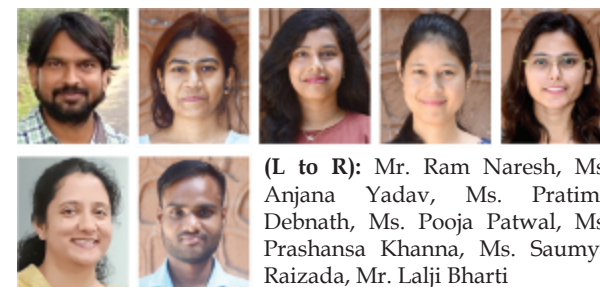 (L to R): Mr. Ram Naresh, Ms
Anjana Yadav, Ms. Pratim
Debnath, Ms. Pooja Patwal, Ms
Prashansa Khanna, Ms. Saumy
Raizada, Mr. Lalji Bharti